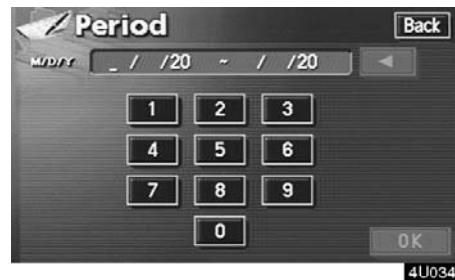 Period Back
M/D/Y _ / /20 ~ / /20
1 2 3
4 5 6
7 8 9
0 OK
4U034